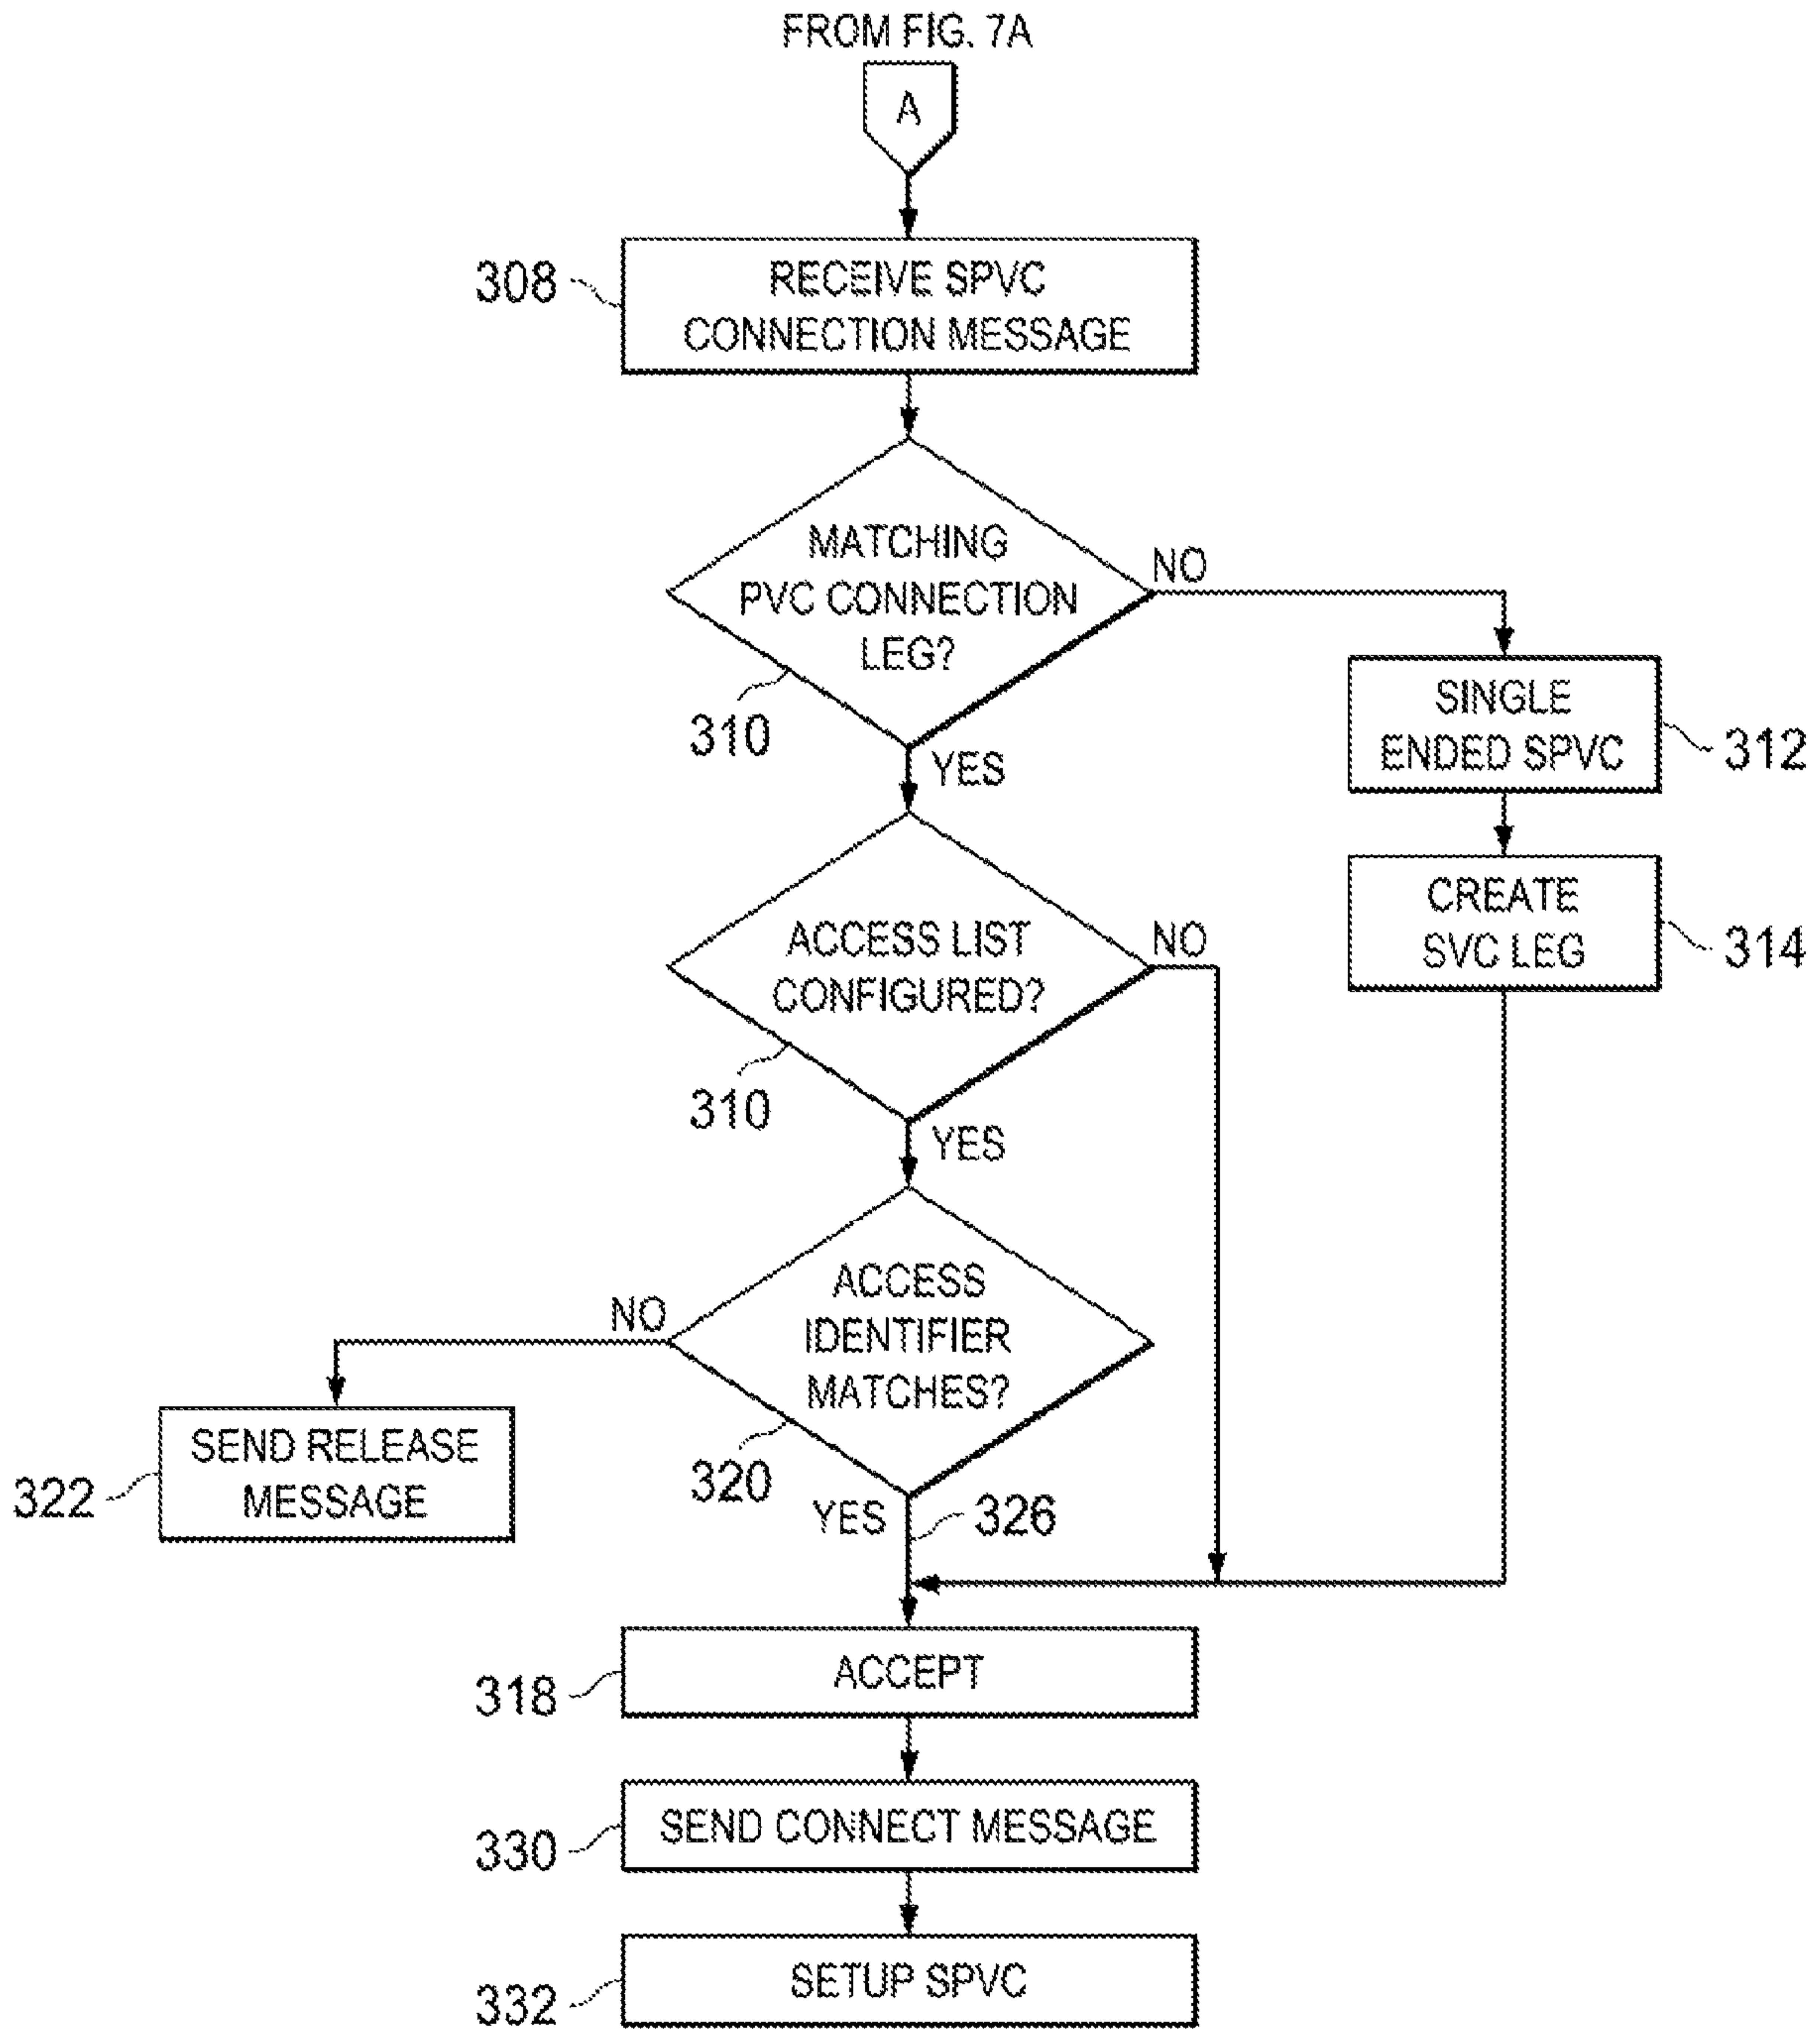 FROM FIG. 7A
A
308
RECEIVE SPVC
CONNECTION MESSAGE
MATCHING
PVC CONNECTION
LEG?
310
NO
YES
SINGLE
ENDED SPVC
312
CREATE
SVC LEG
314
ACCESS LIST
CONFIGURED?
310
NO
YES
ACCESS
IDENTIFIER
MATCHES?
320
NO
SEND RELEASE
MESSAGE
322
YES
326
ACCEPT
318
SEND CONNECT MESSAGE
330
SETUP SPVC
332